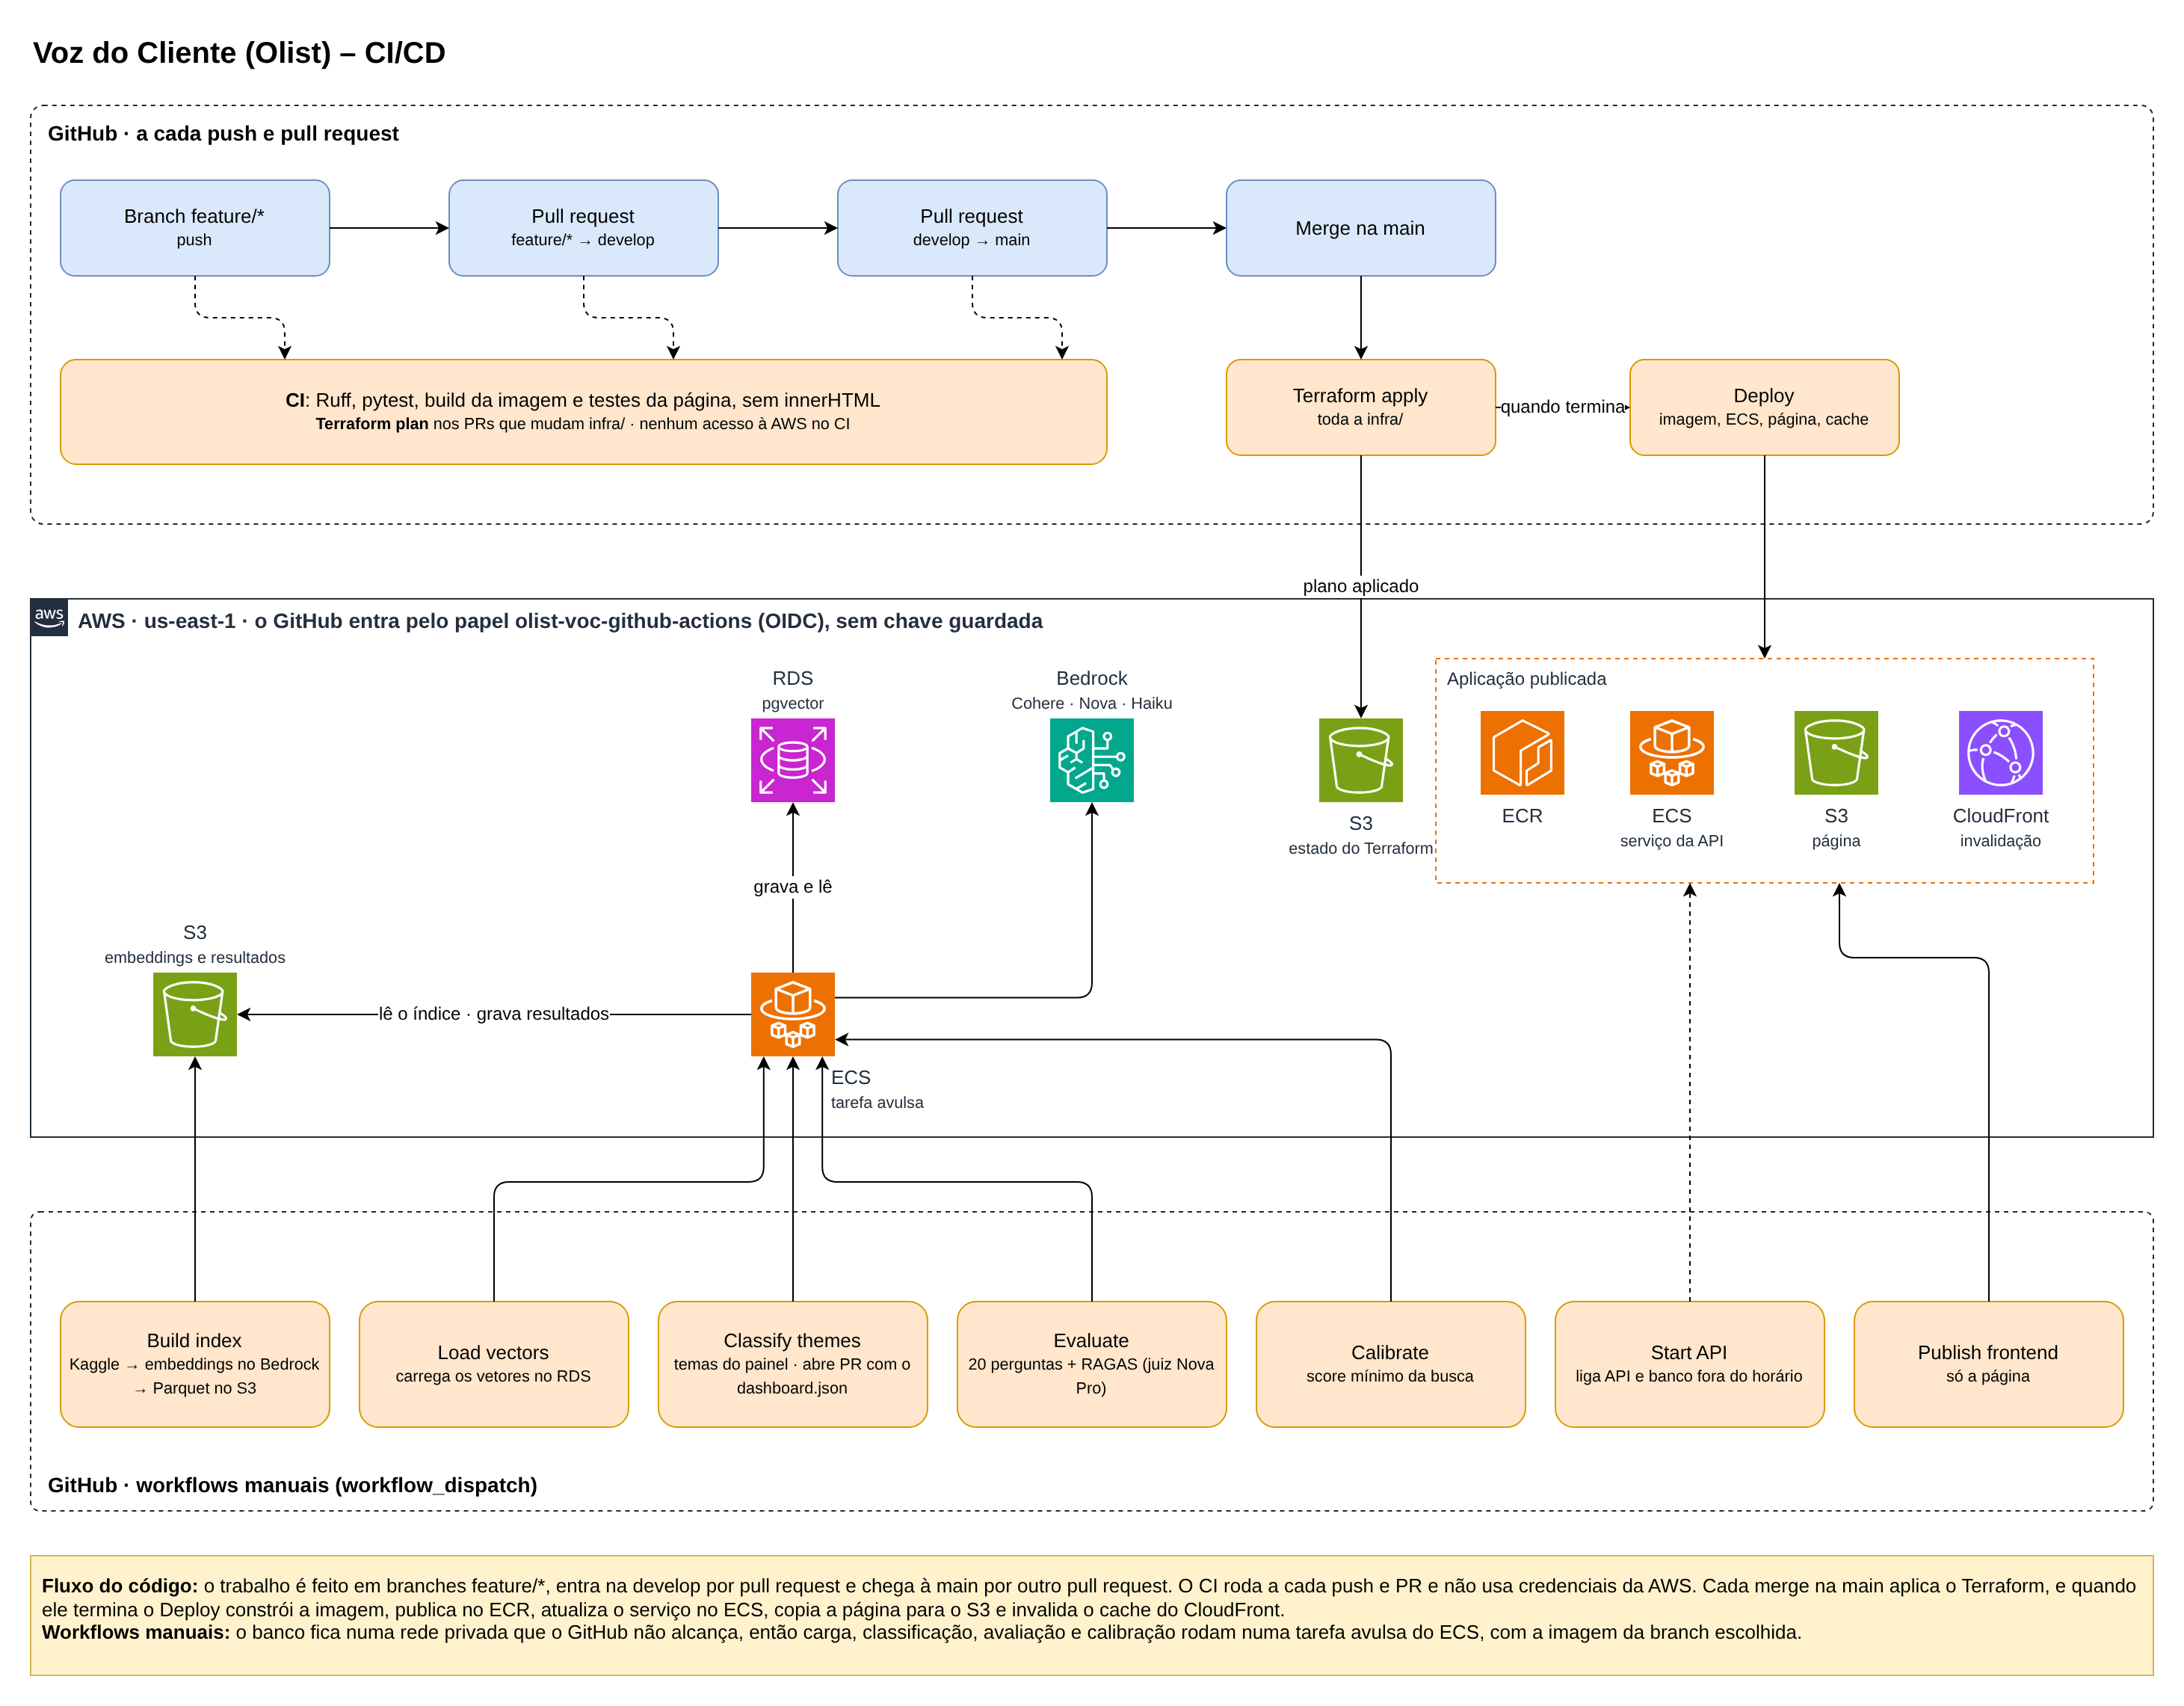 Voz do Cliente (Olist) – CI/CD
GitHub · a cada push e pull request
Branch feature/*
push
Pull request
feature/* → develop
Pull request
develop → main
Merge na main
CI: Ruff, pytest, build da imagem e testes da página, sem innerHTML
Terraform plan nos PRs que mudam infra/ · nenhum acesso à AWS no CI
Terraform apply
toda a infra/
quando termina
Deploy
imagem, ECS, página, cache
plano aplicado
aws
AWS · us-east-1 · o GitHub entra pelo papel olist-voc-github-actions (OIDC), sem chave guardada
RDS
pgvector
Bedrock
Cohere · Nova · Haiku
S3
estado do Terraform
Aplicação publicada
ECR
ECS
serviço da API
S3
página
CloudFront
invalidação
grava e lê
S3
embeddings e resultados
lê o índice · grava resultados
ECS
tarefa avulsa
Build index
Kaggle → embeddings no Bedrock
→ Parquet no S3
Load vectors
carrega os vetores no RDS
Classify themes
temas do painel · abre PR com o
dashboard.json
Evaluate
20 perguntas + RAGAS (juiz Nova
Pro)
Calibrate
score mínimo da busca
Start API
liga API e banco fora do horário
Publish frontend
só a página
GitHub · workflows manuais (workflow_dispatch)
Fluxo do código: o trabalho é feito em branches feature/*, entra na develop por pull request e chega à main por outro pull request. O CI roda a cada push e PR e não usa credenciais da AWS. Cada merge na main aplica o Terraform, e quando
ele termina o Deploy constrói a imagem, publica no ECR, atualiza o serviço no ECS, copia a página para o S3 e invalida o cache do CloudFront.
Workflows manuais: o banco fica numa rede privada que o GitHub não alcança, então carga, classificação, avaliação e calibração rodam numa tarefa avulsa do ECS, com a imagem da branch escolhida.